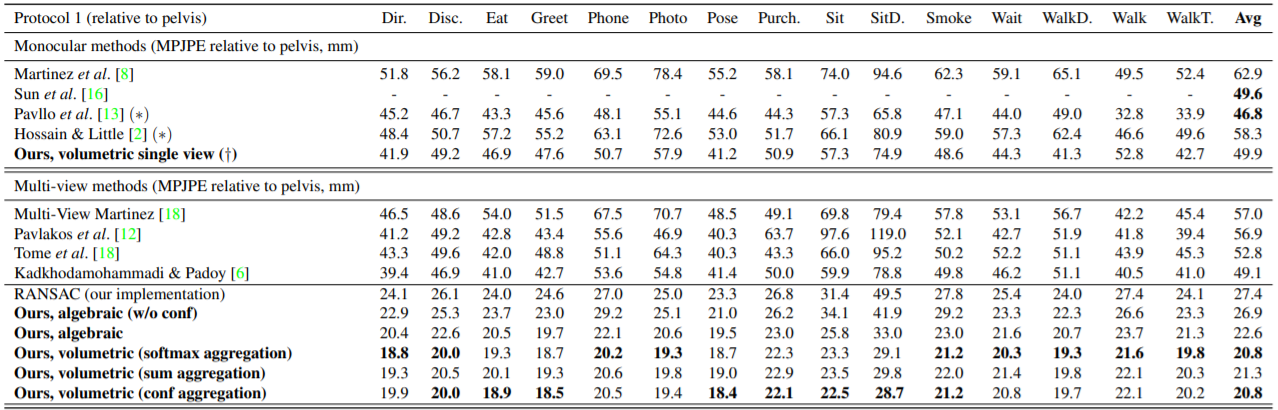 Protocol 1 (relative to pelvis) Dir. Disc. Eat Greet Phone Photo Pose Purch. Sit SitD. Smoke Wait WalkD. Walk WalkT. Avg
Monocular methods (MPJPE relative to pelvis, mm)
Martinez et al. [8] 51.8 56.2 58.1 59.0 69.5 78.4 55.2 58.1 74.0 94.6 62.3 59.1 65.1 49.5 52.4 62.9
Sun et al. [16] - - - - - - - - - - - - - - - 49.6
Pavllo et al. [13] (∗) 45.2 46.7 43.3 45.6 48.1 55.1 44.6 44.3 57.3 65.8 47.1 44.0 49.0 32.8 33.9 46.8
Hossain & Little [2] (∗) 48.4 50.7 57.2 55.2 63.1 72.6 53.0 51.7 66.1 80.9 59.0 57.3 62.4 46.6 49.6 58.3
Ours, volumetric single view (†) 41.9 49.2 46.9 47.6 50.7 57.9 41.2 50.9 57.3 74.9 48.6 44.3 41.3 52.8 42.7 49.9
Multi-view methods (MPJPE relative to pelvis, mm)
Multi-View Martinez [18] 46.5 48.6 54.0 51.5 67.5 70.7 48.5 49.1 69.8 79.4 57.8 53.1 56.7 42.2 45.4 57.0
Pavlakos et al. [12] 41.2 49.2 42.8 43.4 55.6 46.9 40.3 63.7 97.6 119.0 52.1 42.7 51.9 41.8 39.4 56.9
Tome et al. [18] 43.3 49.6 42.0 48.8 51.1 64.3 40.3 43.3 66.0 95.2 50.2 52.2 51.1 43.9 45.3 52.8
Kadkhodamohammadi & Padoy [6] 39.4 46.9 41.0 42.7 53.6 54.8 41.4 50.0 59.9 78.8 49.8 46.2 51.1 40.5 41.0 49.1
RANSAC (our implementation) 24.1 26.1 24.0 24.6 27.0 25.0 23.3 26.8 31.4 49.5 27.8 25.4 24.0 27.4 24.1 27.4
Ours, algebraic (w/o conf) 22.9 25.3 23.7 23.0 29.2 25.1 21.0 26.2 34.1 41.9 29.2 23.3 22.3 26.6 23.3 26.9
Ours, algebraic 20.4 22.6 20.5 19.7 22.1 20.6 19.5 23.0 25.8 33.0 23.0 21.6 20.7 23.7 21.3 22.6
Ours, volumetric (softmax aggregation) 18.8 20.0 19.3 18.7 20.2 19.3 18.7 22.3 23.3 29.1 21.2 20.3 19.3 21.6 19.8 20.8
Ours, volumetric (sum aggregation) 19.3 20.5 20.1 19.3 20.6 19.8 19.0 22.9 23.5 29.8 22.0 21.4 19.8 22.1 20.3 21.3
Ours, volumetric (conf aggregation) 19.9 20.0 18.9 18.5 20.5 19.4 18.4 22.1 22.5 28.7 21.2 20.8 19.7 22.1 20.2 20.8